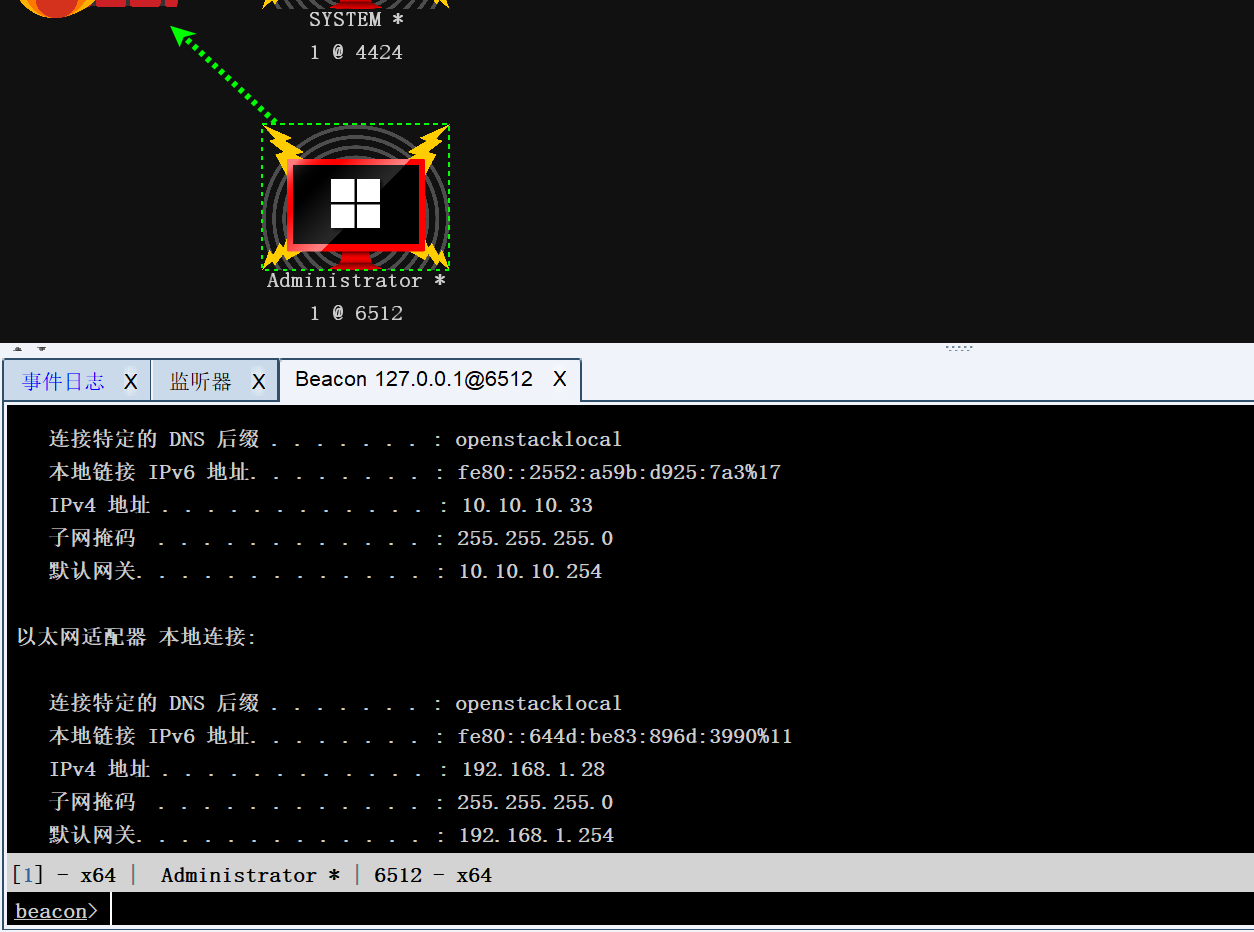 SYSTEM *
1 @ 4424
Administrator *
1 @ 6512
事件日志 X 监听器 X Beacon 127.0.0.1@6512 X
连接特定的 DNS 后缀 . . . . . . . : openstacklocal
本地链接 IPv6 地址. . . . . . . . : fe80::2552:a59b:d925:7a3%17
IPv4 地址 . . . . . . . . . . . . : 10.10.10.33
子网掩码 . . . . . . . . . . . . : 255.255.255.0
默认网关. . . . . . . . . . . . . : 10.10.10.254
以太网适配器 本地连接:
连接特定的 DNS 后缀 . . . . . . . : openstacklocal
本地链接 IPv6 地址. . . . . . . . : fe80::644d:be83:896d:3990%11
IPv4 地址 . . . . . . . . . . . . : 192.168.1.28
子网掩码 . . . . . . . . . . . . : 255.255.255.0
默认网关. . . . . . . . . . . . . : 192.168.1.254
[1] - x64 | Administrator * | 6512 - x64
beacon>